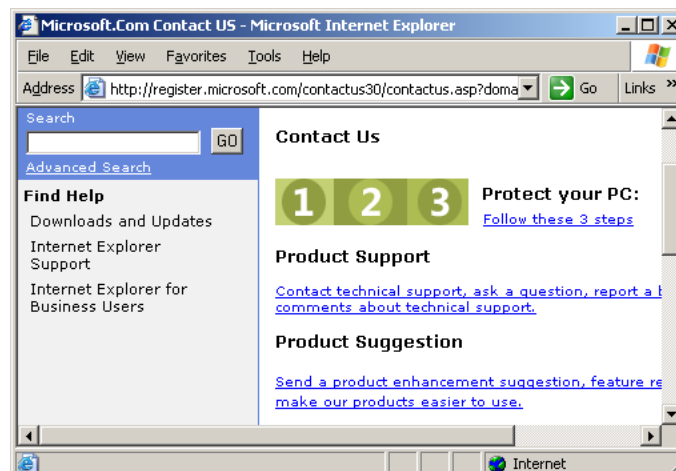 Microsoft.Com Contact US - Microsoft Internet Explorer
File Edit View Favorites Tools Help
Address http://register.microsoft.com/contactus30/contactus.asp?doma Go Links »
Search
GO
Advanced Search
Find Help
Downloads and Updates
Internet Explorer
Support
Internet Explorer for
Business Users
Contact Us
1 2 3
Protect your PC:
Follow these 3 steps
Product Support
Contact technical support, ask a question, report a b
comments about technical support.
Product Suggestion
Send a product enhancement suggestion, feature re
make our products easier to use.
Internet